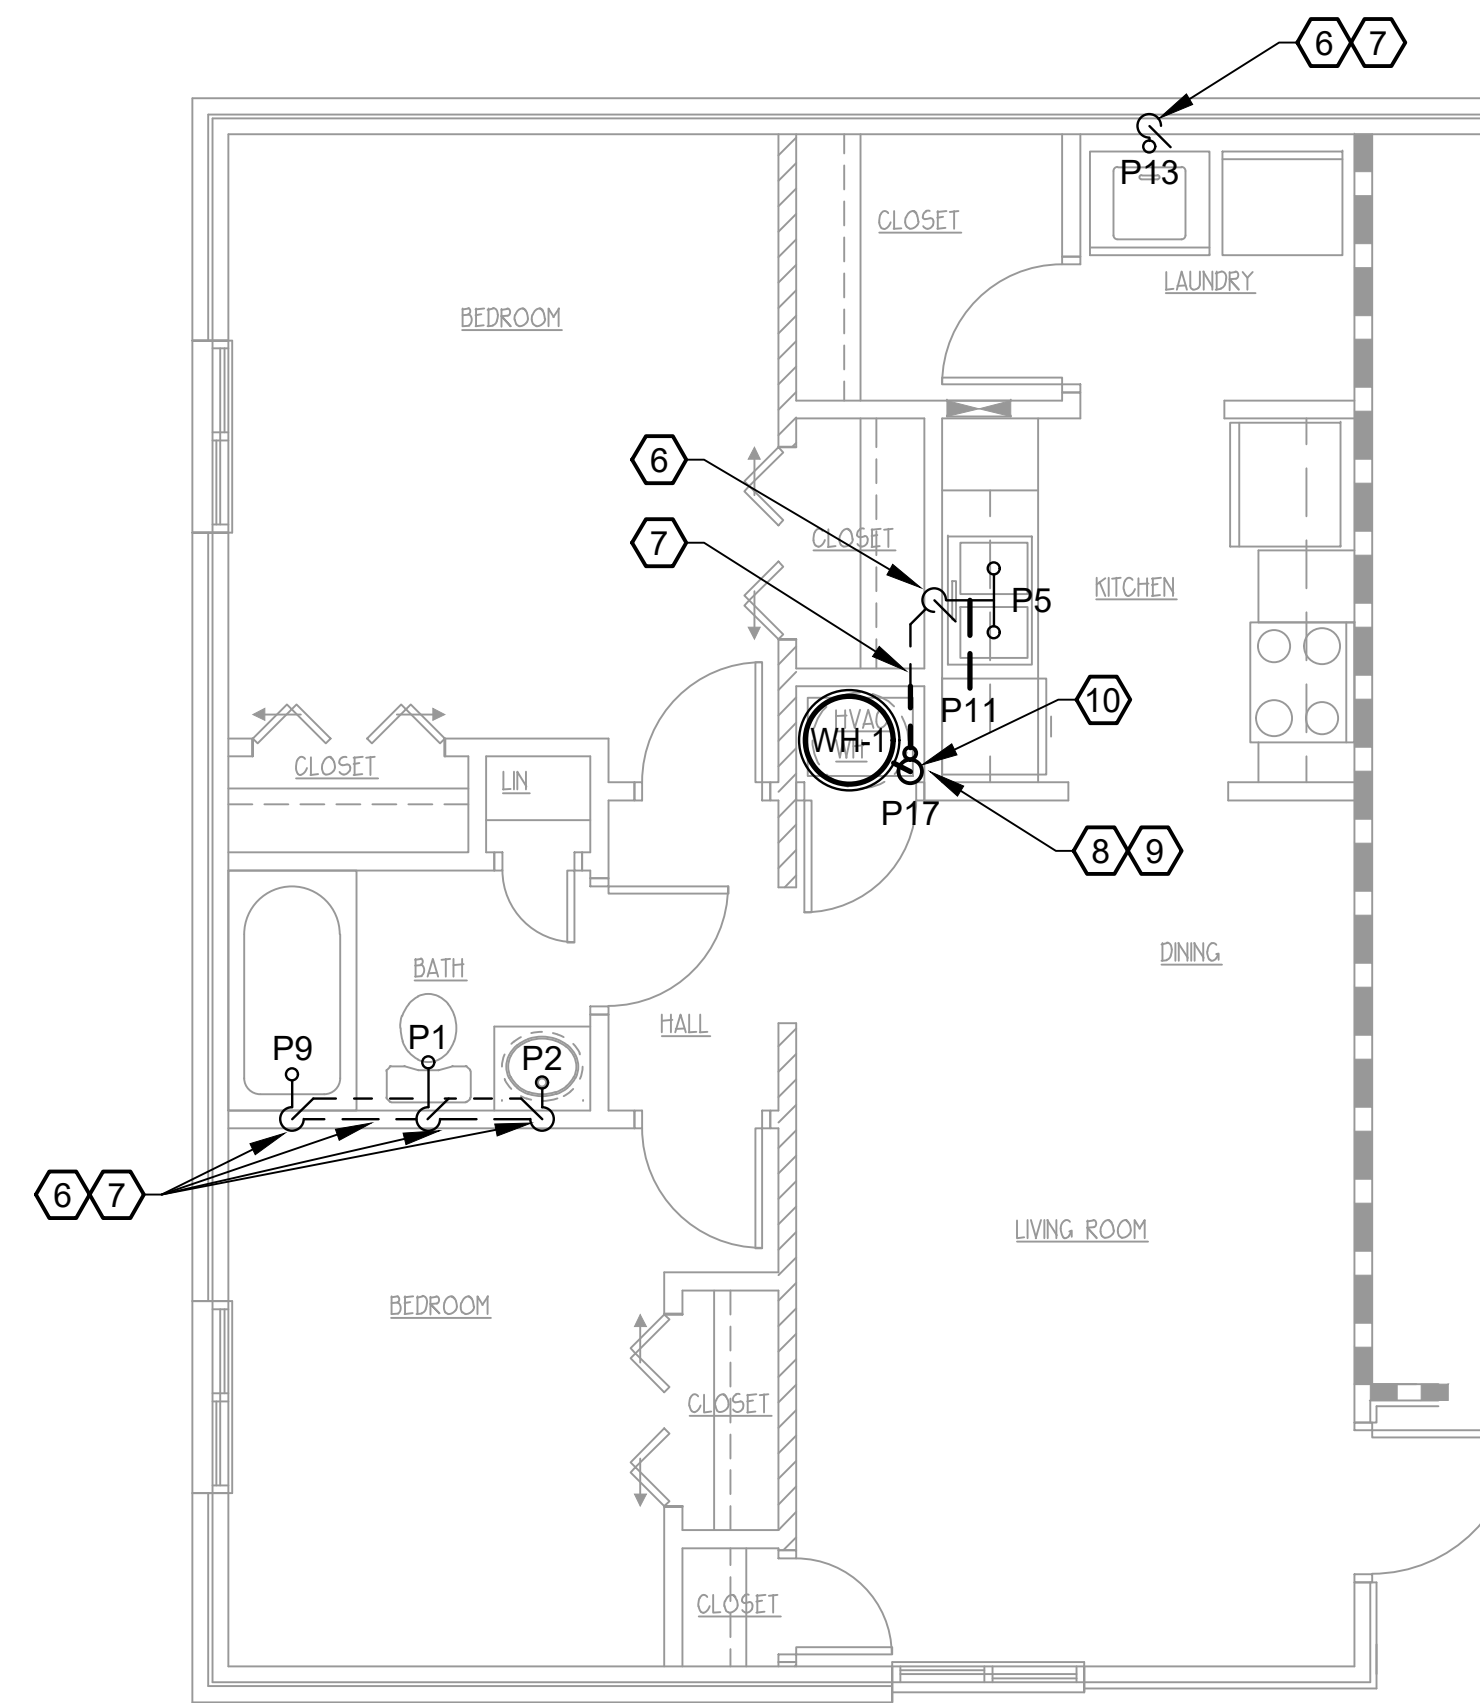 6 7
P13
CLOSET
LAUNDRY
BEDROOM
6
7
CLOSET
KITCHEN
P5
P11
10
HVAC
WH-1
WH
CLOSET
LIN
P17
8 9
DINING
BATH
HALL
P9
P1
P2
6 7
LIVING ROOM
BEDROOM
CLOSET
CLOSET